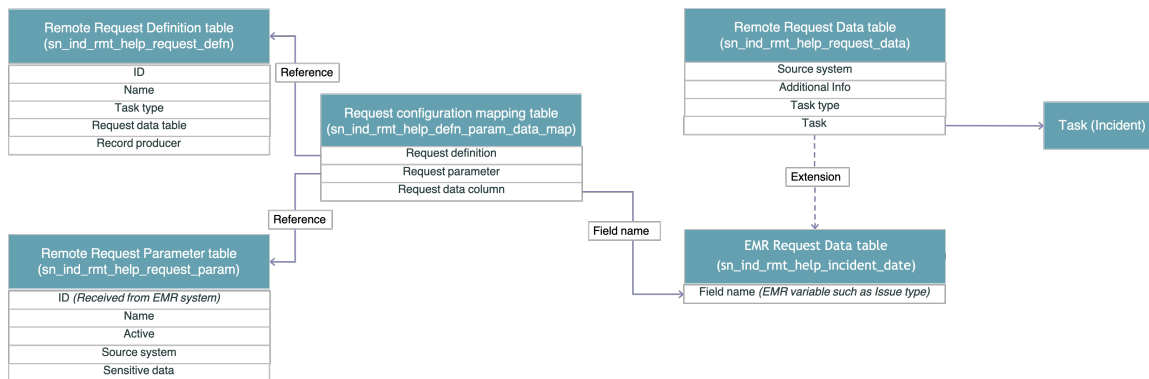 Remote Request Definition table
(sn_ind_rmt_help_request_defn)
ID
Name
Task type
Request data table
Record producer
Reference
Request configuration mapping table
(sn_ind_rmt_help_defn_param_data_map)
Request definition
Request parameter
Request data column
Reference
Remote Request Parameter table
(sn_ind_rmt_help_request_param)
ID (Received from EMR system)
Name
Active
Source system
Sensitive data
Field name
Remote Request Data table
(sn_ind_rmt_help_request_data)
Source system
Additional Info
Task type
Task
Task (Incident)
Extension
EMR Request Data table
(sn_ind_rmt_help_incident_date)
Field name (EMR variable such as Issue type)